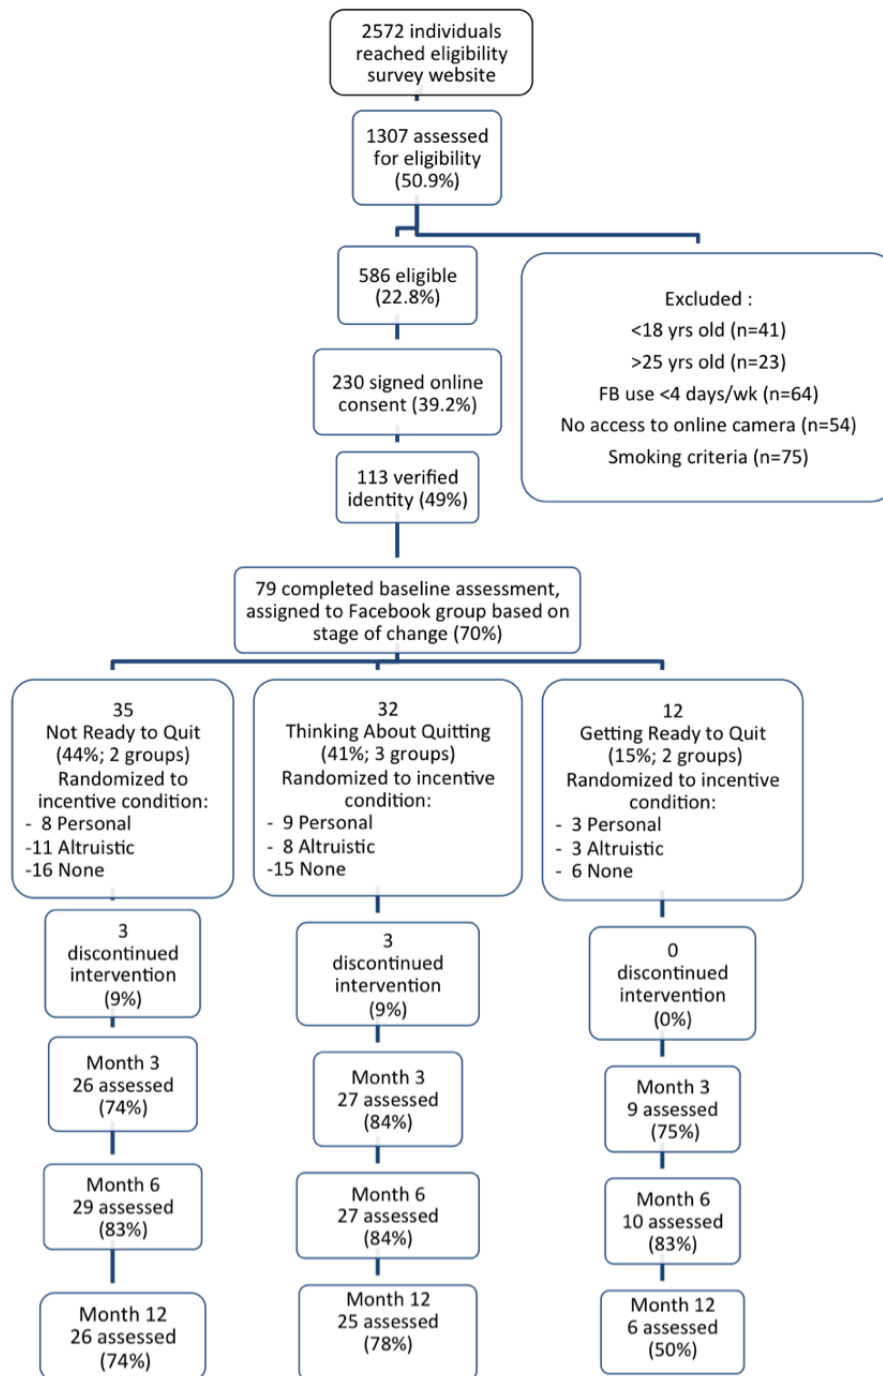 2572 individuals
reached eligibility
survey website
1307 assessed
for eligibility
(50.9%)
586 eligible
(22.8%)
Excluded :
<18 yrs old (n=41)
>25 yrs old (n=23)
FB use <4 days/wk (n=64)
No access to online camera (n=54)
Smoking criteria (n=75)
230 signed online
consent (39.2%)
113 verified
identity (49%)
79 completed baseline assessment,
assigned to Facebook group based on
stage of change (70%)
35
Not Ready to Quit
(44%; 2 groups)
Randomized to
incentive condition:
- 8 Personal
-11 Altruistic
-16 None
32
Thinking About Quitting
(41%; 3 groups)
Randomized to incentive
condition:
- 9 Personal
- 8 Altruistic
-15 None
12
Getting Ready to Quit
(15%; 2 groups)
Randomized to incentive
condition:
- 3 Personal
- 3 Altruistic
- 6 None
3
discontinued
intervention
(9%)
3
discontinued
intervention
(9%)
0
discontinued
intervention
(0%)
Month 3
26 assessed
(74%)
Month 3
27 assessed
(84%)
Month 3
9 assessed
(75%)
Month 6
29 assessed
(83%)
Month 6
27 assessed
(84%)
Month 6
10 assessed
(83%)
Month 12
26 assessed
(74%)
Month 12
25 assessed
(78%)
Month 12
6 assessed
(50%)